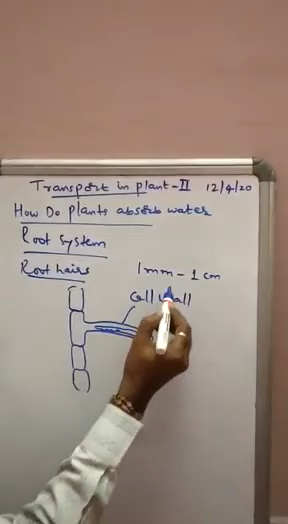 Transport in plant-II 12/4/20
How Do plants absorb water
Root System
Root hairs 1mm - 1 cm
Cell wall